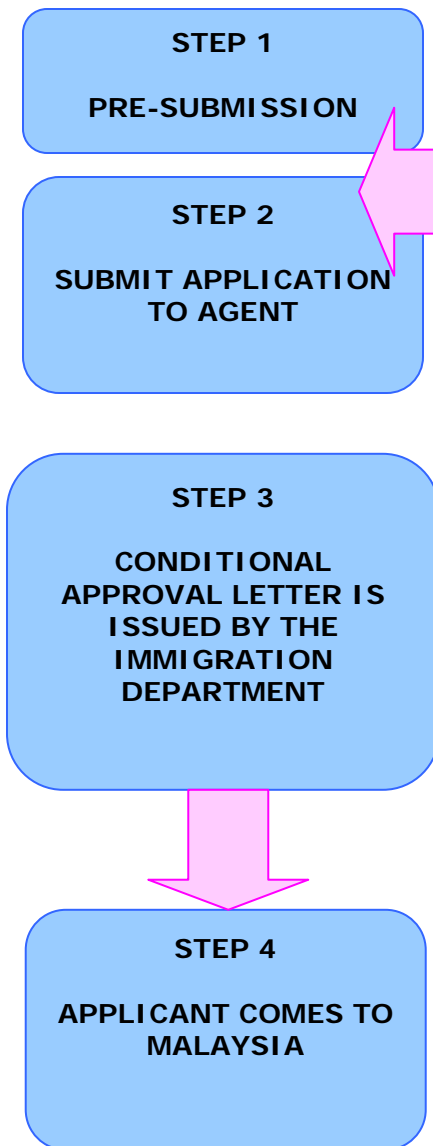 STEP 1
PRE-SUBMISSION
STEP 2
SUBMIT APPLICATION
TO AGENT
STEP 3
CONDITIONAL
APPROVAL LETTER IS
ISSUED BY THE
IMMIGRATION
DEPARTMENT
STEP 4
APPLICANT COMES TO
MALAYSIA